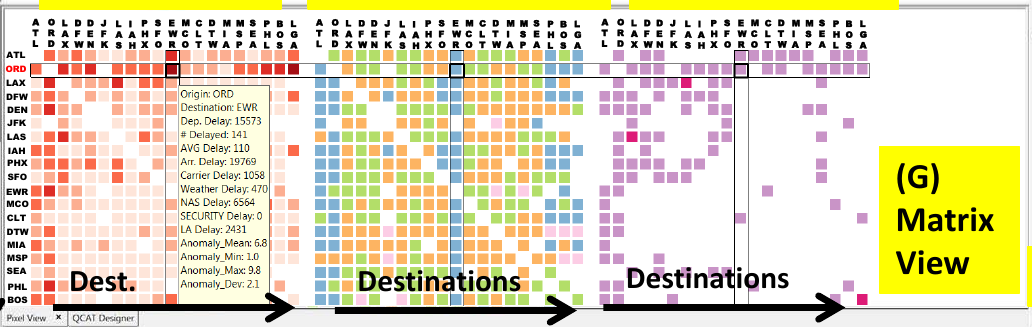 ATL ORD LAX DFW DEN JFK LAS IAH PHX SFO EWR MCO CLT DTW MIA MSP SEA PHL BOS LGA
ATL ORD LAX DFW DEN JFK LAS IAH PHX SFO EWR MCO CLT DTW MIA MSP SEA PHL BOS LGA
ATL ORD LAX DFW DEN JFK LAS IAH PHX SFO EWR MCO CLT DTW MIA MSP SEA PHL BOS LGA
ATL
ORD
LAX
DFW
DEN
JFK
LAS
IAH
PHX
SFO
EWR
MCO
CLT
DTW
MIA
MSP
SEA
PHL
BOS
Origin: ORD
Destination: EWR
Dep. Delay: 15573
# Delayed: 141
AVG Delay: 110
Arr. Delay: 19769
Carrier Delay: 1058
Weather Delay: 470
NAS Delay: 6564
SECURITY Delay: 0
LA Delay: 2431
Anomaly_Mean: 6.8
Anomaly_Min: 1.0
Anomaly_Max: 9.8
Anomaly_Dev: 2.1
Dest.
Destinations
Destinations
(G)
Matrix
View
Pixel View x
QCAT Designer